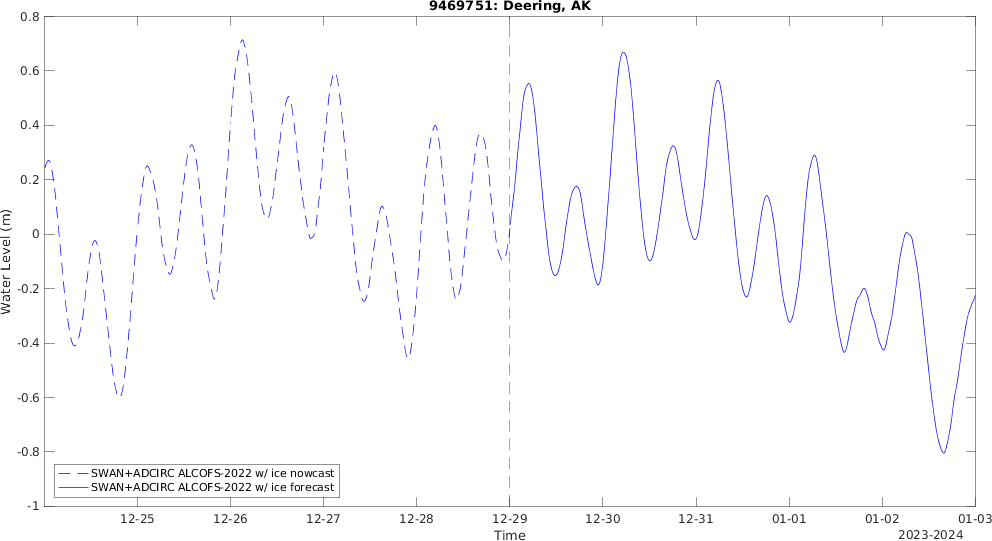 9469751: Deering, AK
0.8
0.6
0.4
0.2
0
-0.2
-0.4
-0.6
-0.8
-1
Water Level (m)
SWAN+ADCIRC ALCOFS-2022 w/ ice nowcast
SWAN+ADCIRC ALCOFS-2022 w/ ice forecast
12-25 12-26 12-27 12-28 12-29 12-30 12-31 01-01 01-02 01-03
Time
2023-2024